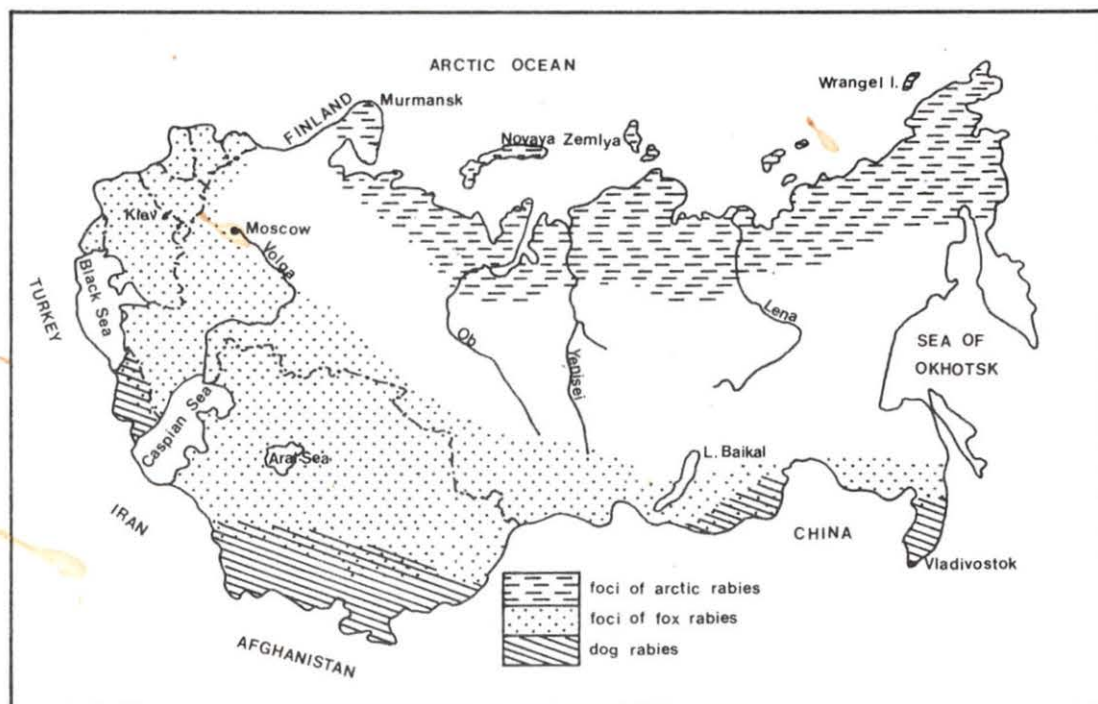 ARCTIC OCEAN
Wrangel I.
Murmansk
FINLAND
Novaya Zemlya
Kiev
Moscow
Volga
Black Sea
TURKEY
Ob
Yenisei
Lena
SEA OF
OKHOTSK
Caspian Sea
Aral Sea
L. Baikal
IRAN
CHINA
Vladivostok
AFGHANISTAN
foci of arctic rabies
foci of fox rabies
dog rabies